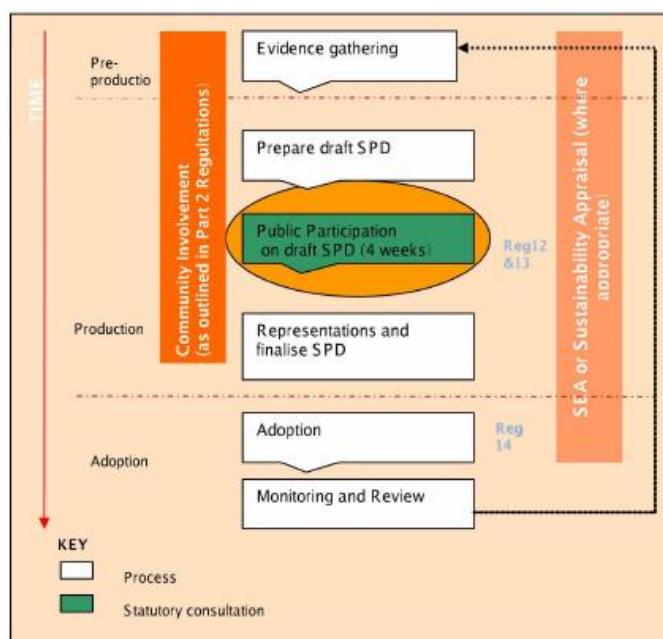 TIME
Pre-
productio
Production
Adoption
Community Involvement
(as outlined in Part 2 Regultations)
Evidence gathering
Prepare draft SPD
Public Participation
on draft SPD (4 weeks)
Reg12
&13
Representations and
finalise SPD
Adoption
Reg
14
Monitoring and Review
SEA or Sustainability Appraisal (where
appropriate)
KEY
Process
Statutory consultation